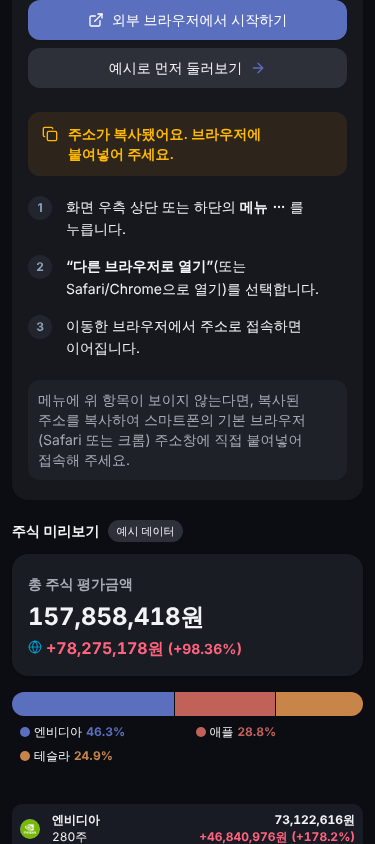 외부 브라우저에서 시작하기
예시로 먼저 둘러보기 →
주소가 복사됐어요. 브라우저에
붙여넣어 주세요.
1 화면 우측 상단 또는 하단의 메뉴 ⋯ 를
누릅니다.
2 “다른 브라우저로 열기”(또는
Safari/Chrome으로 열기)를 선택합니다.
3 이동한 브라우저에서 주소로 접속하면
이어집니다.
메뉴에 위 항목이 보이지 않는다면, 복사된
주소를 복사하여 스마트폰의 기본 브라우저
(Safari 또는 크롬) 주소창에 직접 붙여넣어
접속해 주세요.
주식 미리보기 예시 데이터
총 주식 평가금액
157,858,418원
+78,275,178원 (+98.36%)
엔비디아 46.3% 애플 28.8%
테슬라 24.9%
엔비디아 73,122,616원
280주 +46,840,976원 (+178.2%)